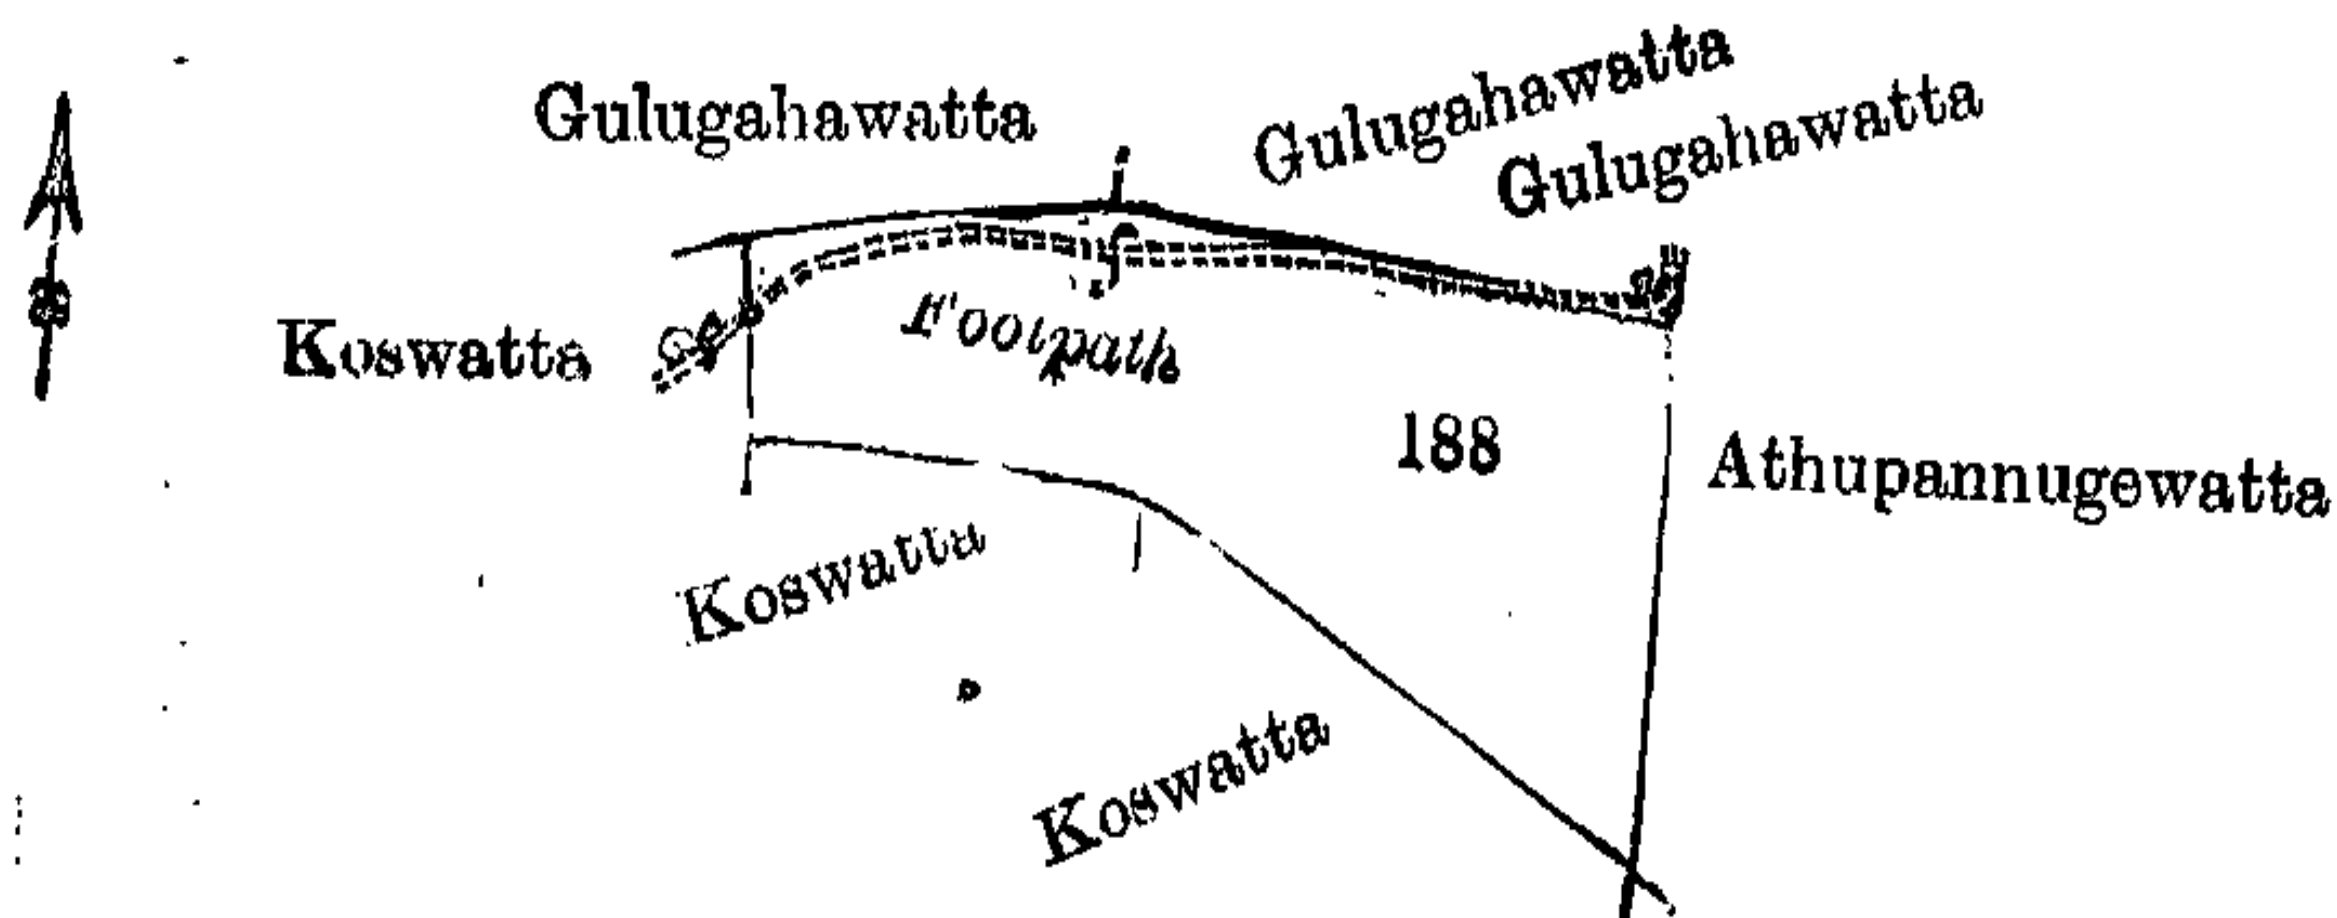 Gulugahawatta
Gulugahawatta
Gulugahawatta
Koswatta
Footpath
188
Athupannugewatta
Koswatta
Koswatta